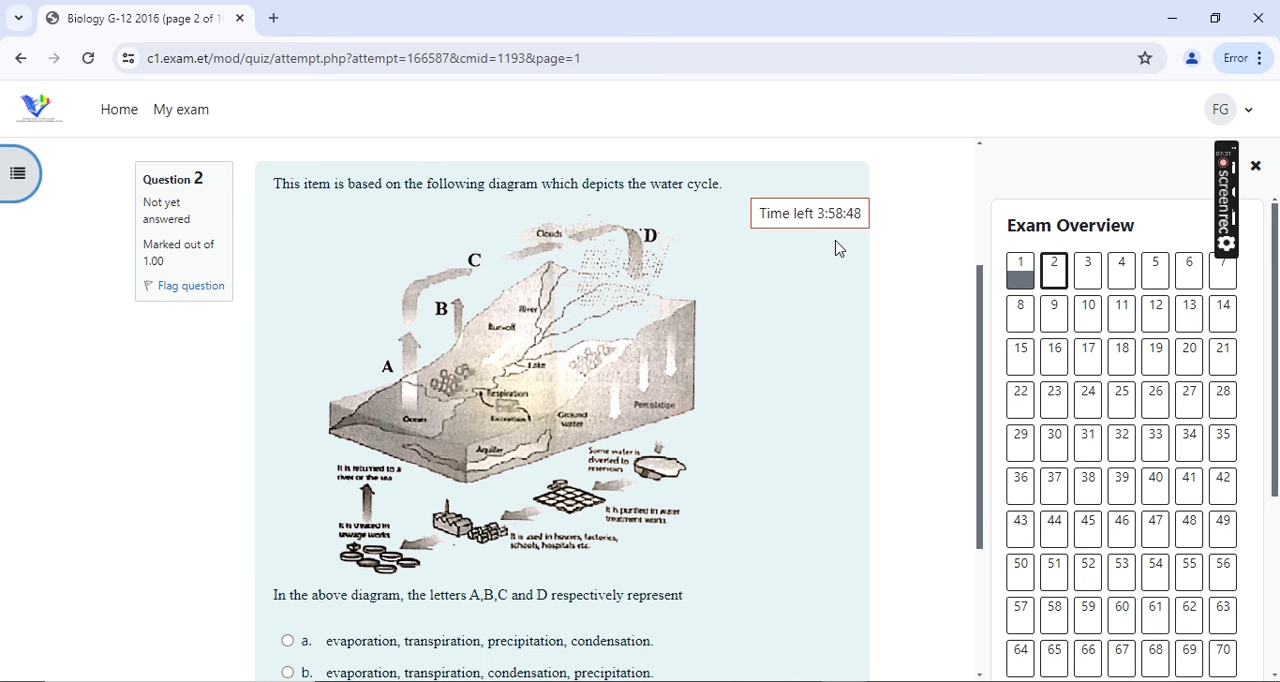 Biology G-12 2016 (page 2 of 1
c1.exam.et/mod/quiz/attempt.php?attempt=166587&cmid=1193&page=1
Error
Home My exam
FG
Question 2
Not yet
answered
Marked out of
1.00
Flag question
This item is based on the following diagram which depicts the water cycle.
Time left 3:58:48
Clouds
D
C
B
River
Run-off
A
Lake
Respiration
Ocean
Excretion
Ground
water
Percolation
Aquifer
Some water is
diverted to
reservoirs
It is returned to a
river or the sea
It is purified in water
treatment works
It is treated in
sewage works
It is used in houses, factories,
schools, hospitals etc.
In the above diagram, the letters A,B,C and D respectively represent
a. evaporation, transpiration, precipitation, condensation.
b. evaporation, transpiration, condensation, precipitation.
07:31
screen rec
Exam Overview
1 2 3 4 5 6 7
8 9 10 11 12 13 14
15 16 17 18 19 20 21
22 23 24 25 26 27 28
29 30 31 32 33 34 35
36 37 38 39 40 41 42
43 44 45 46 47 48 49
50 51 52 53 54 55 56
57 58 59 60 61 62 63
64 65 66 67 68 69 70